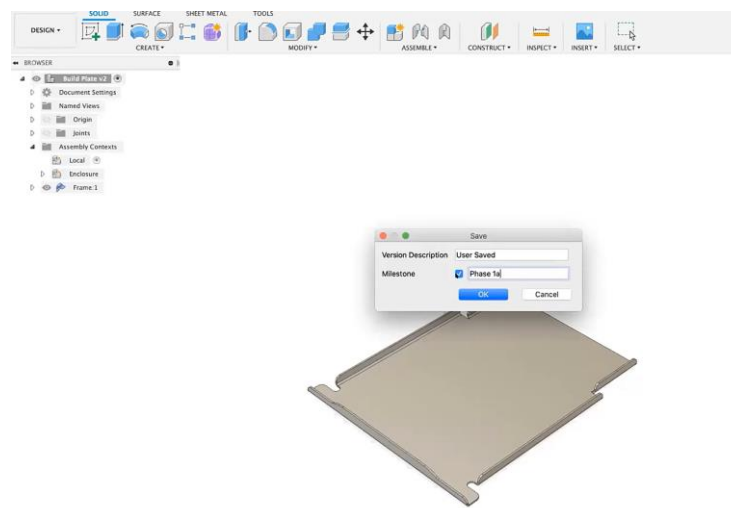 SOLID SURFACE SHEET METAL TOOLS
DESIGN
CREATE MODIFY ASSEMBLE CONSTRUCT INSPECT INSERT SELECT
BROWSER
Build Plate v2
Document Settings
Named Views
Origin
Joints
Assembly Contexts
Local
Enclosure
Frame:1
Save
Version Description User Saved
Milestone Phase 1a
OK Cancel